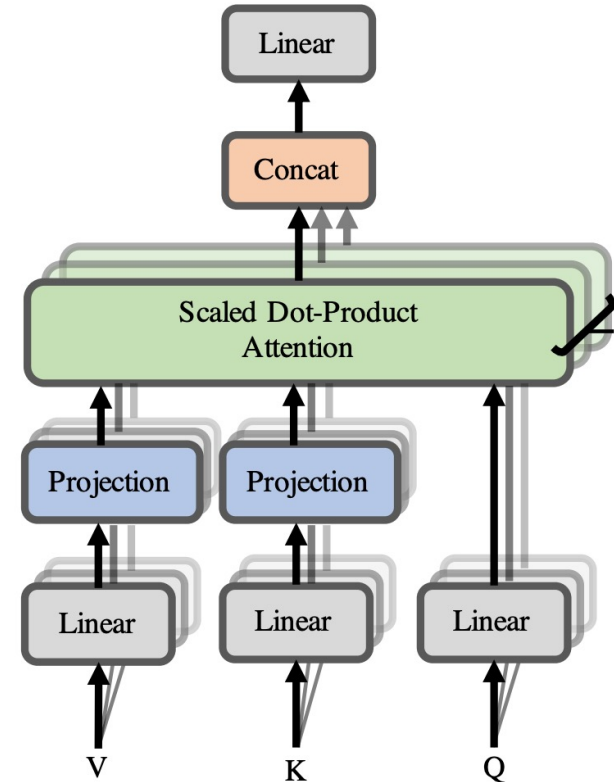 Linear
Concat
Scaled Dot-Product
Attention
Projection
Projection
Linear
Linear
Linear
V
K
Q